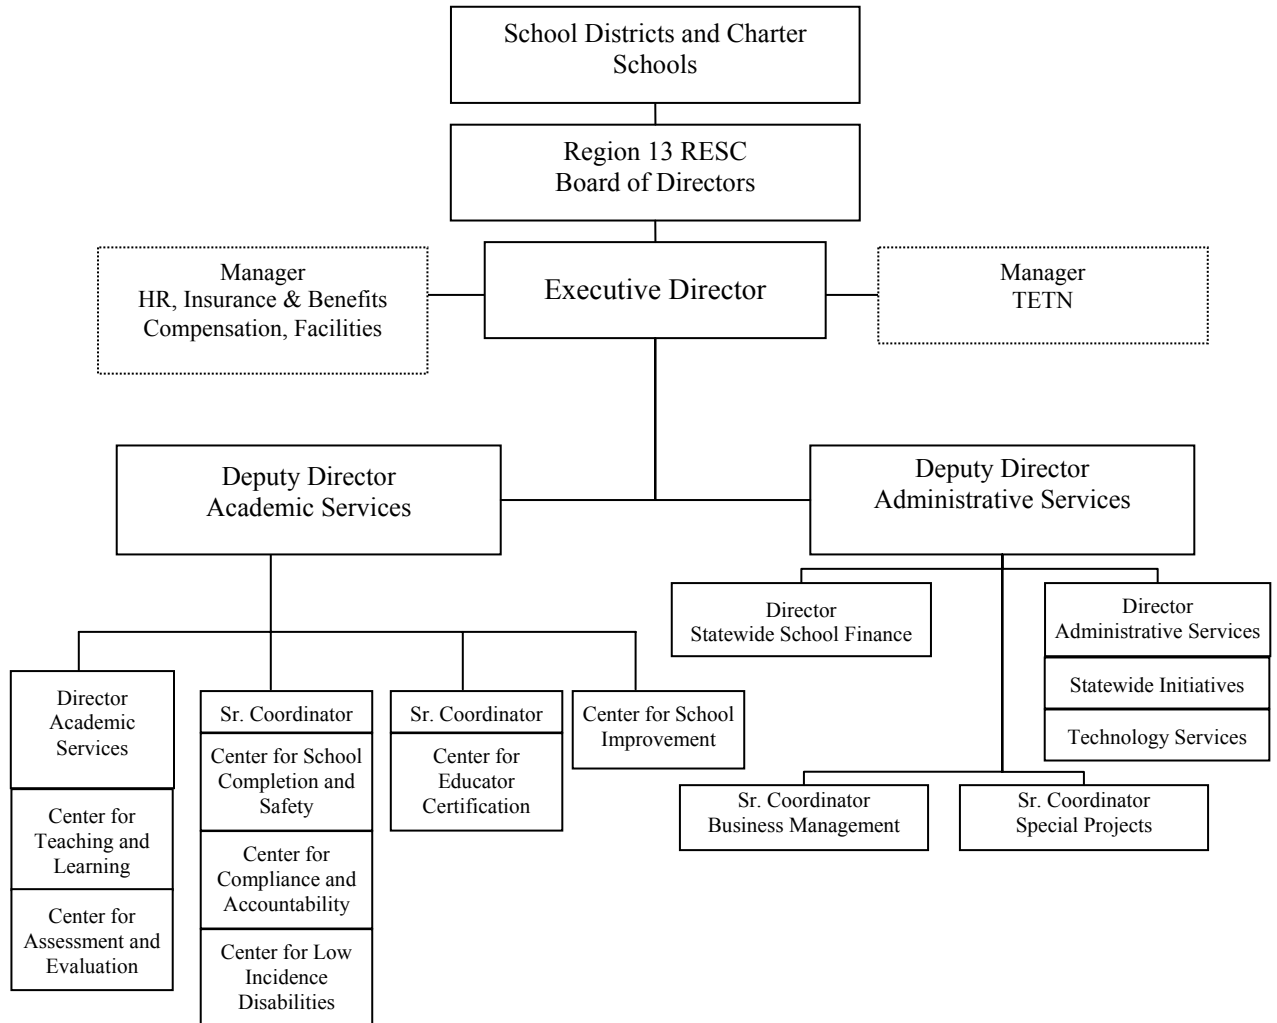 School Districts and Charter
Schools
Region 13 RESC
Board of Directors
Manager
HR, Insurance & Benefits
Compensation, Facilities
Executive Director
Manager
TETN
Deputy Director
Academic Services
Deputy Director
Administrative Services
Director
Statewide School Finance
Director
Administrative Services
Statewide Initiatives
Technology Services
Director
Academic
Services
Center for
Teaching and
Learning
Center for
Assessment and
Evaluation
Sr. Coordinator
Center for School
Completion and
Safety
Center for
Compliance and
Accountability
Center for Low
Incidence
Disabilities
Sr. Coordinator
Center for
Educator
Certification
Center for School
Improvement
Sr. Coordinator
Business Management
Sr. Coordinator
Special Projects